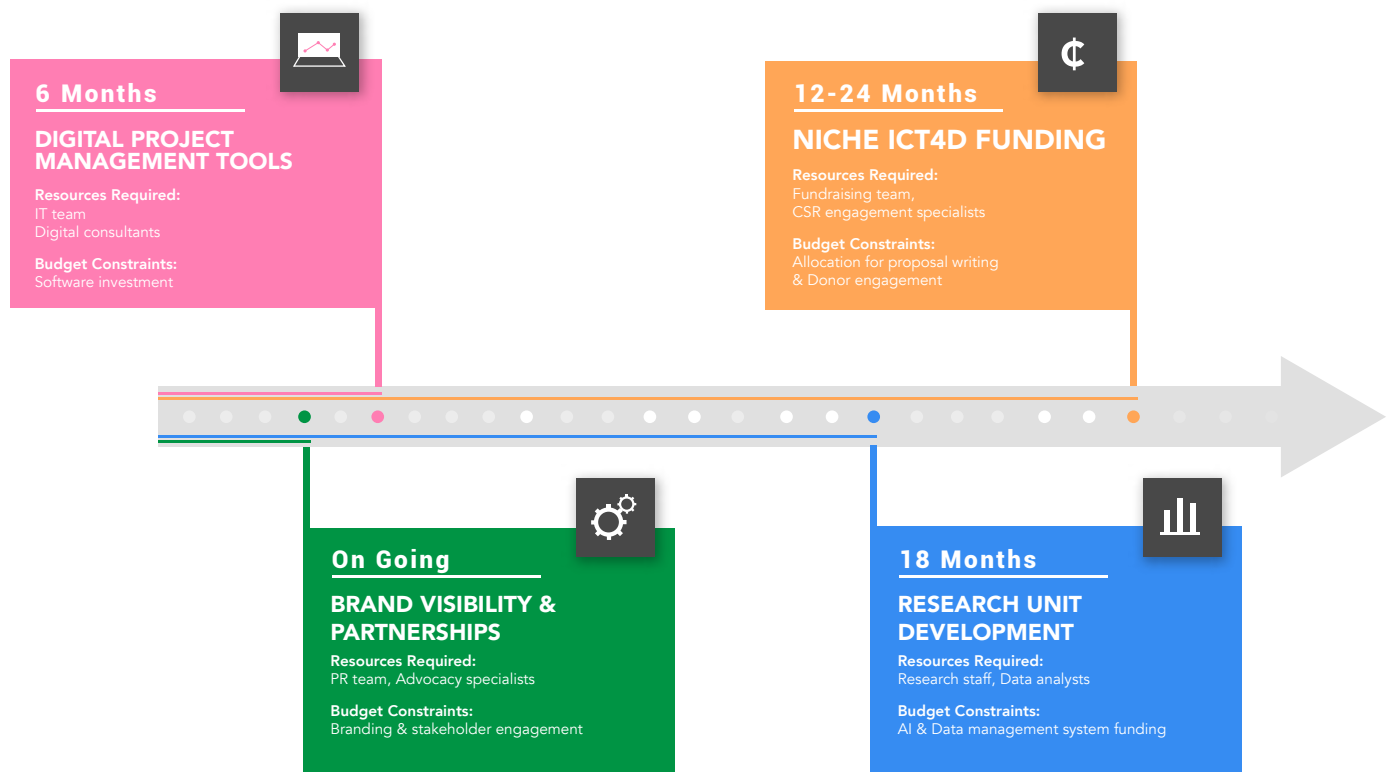 6 Months
DIGITAL PROJECT
MANAGEMENT TOOLS
Resources Required:
IT team
Digital consultants
Budget Constraints:
Software investment
¢
12-24 Months
NICHE ICT4D FUNDING
Resources Required:
Fundraising team,
CSR engagement specialists
Budget Constraints:
Allocation for proposal writing
& Donor engagement
On Going
BRAND VISIBILITY &
PARTNERSHIPS
Resources Required:
PR team, Advocacy specialists
Budget Constraints:
Branding & stakeholder engagement
18 Months
RESEARCH UNIT
DEVELOPMENT
Resources Required:
Research staff, Data analysts
Budget Constraints:
AI & Data management system funding